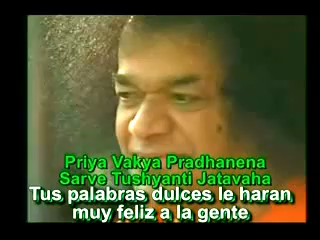 Priya Vakya Pradhanena
Sarve Tushyanti Jatavaha
Tus palabras dulces le haran
muy feliz a la gente